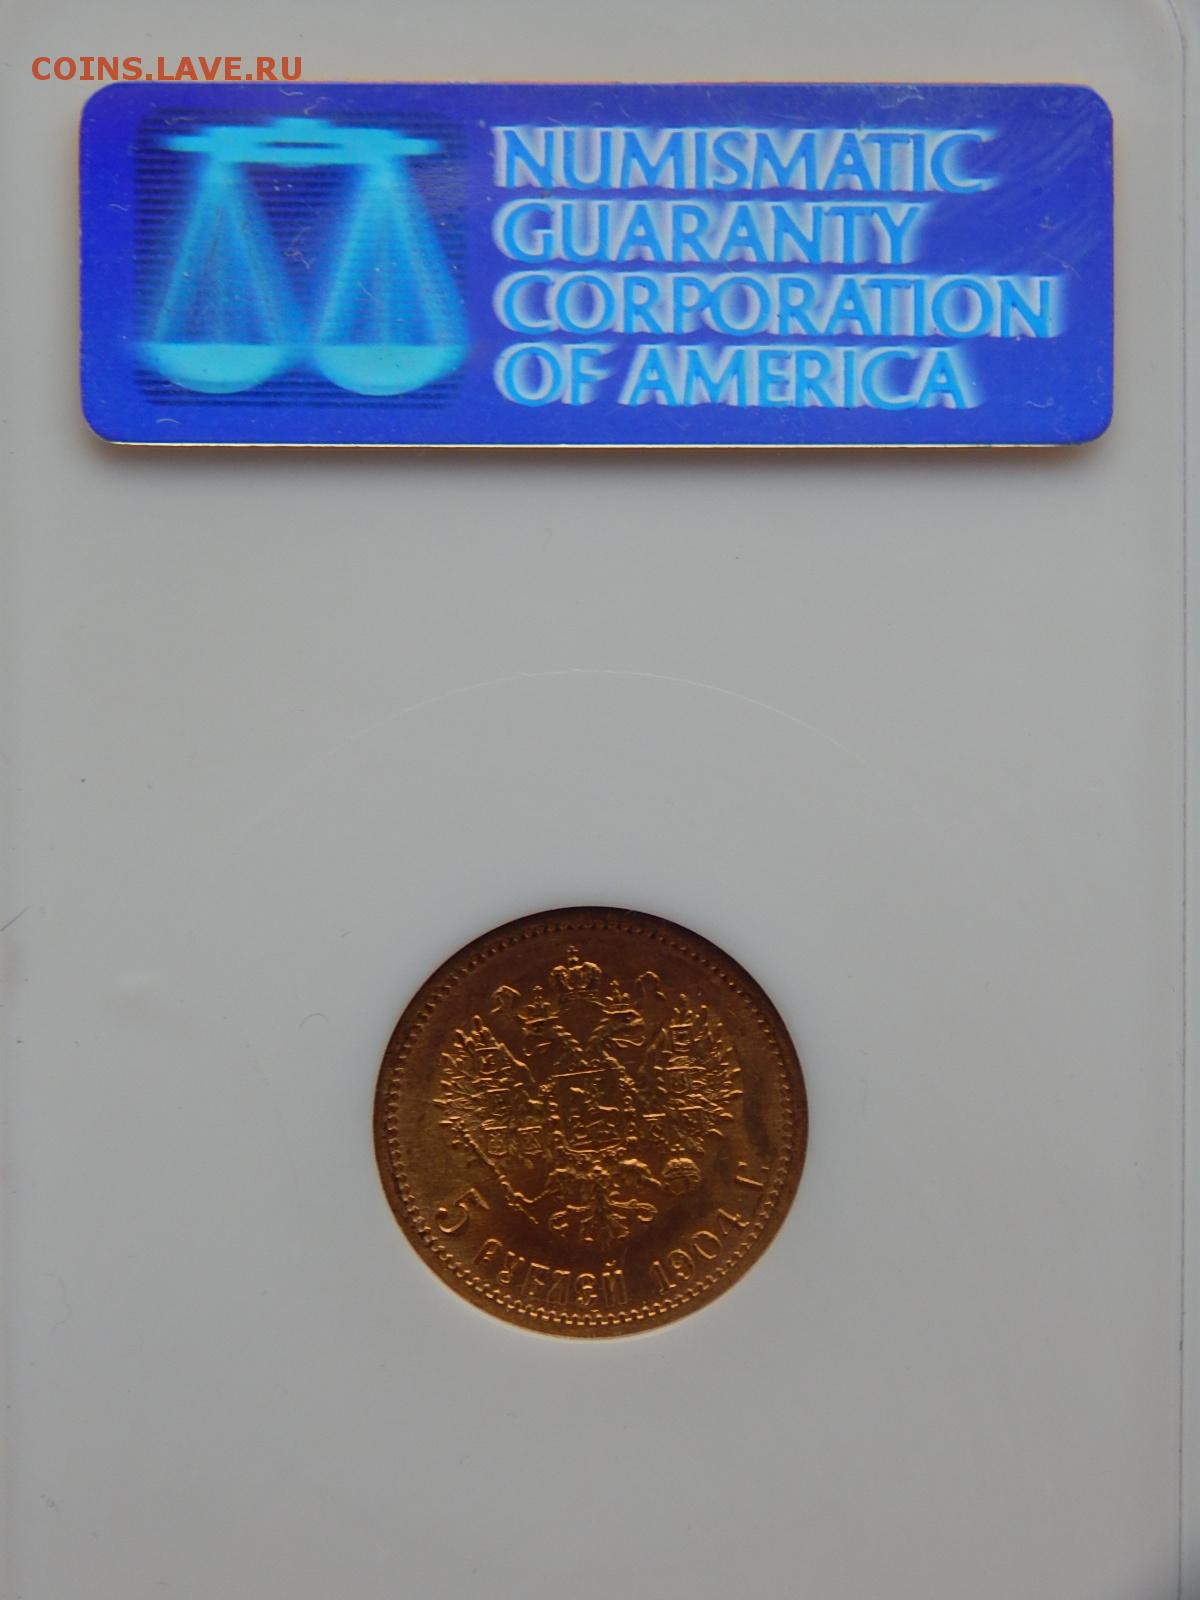 COINS.LAVE.RU
NUMISMATIC
GUARANTY
CORPORATION
OF AMERICA
5 РУБЛЕЙ 1904 Г.